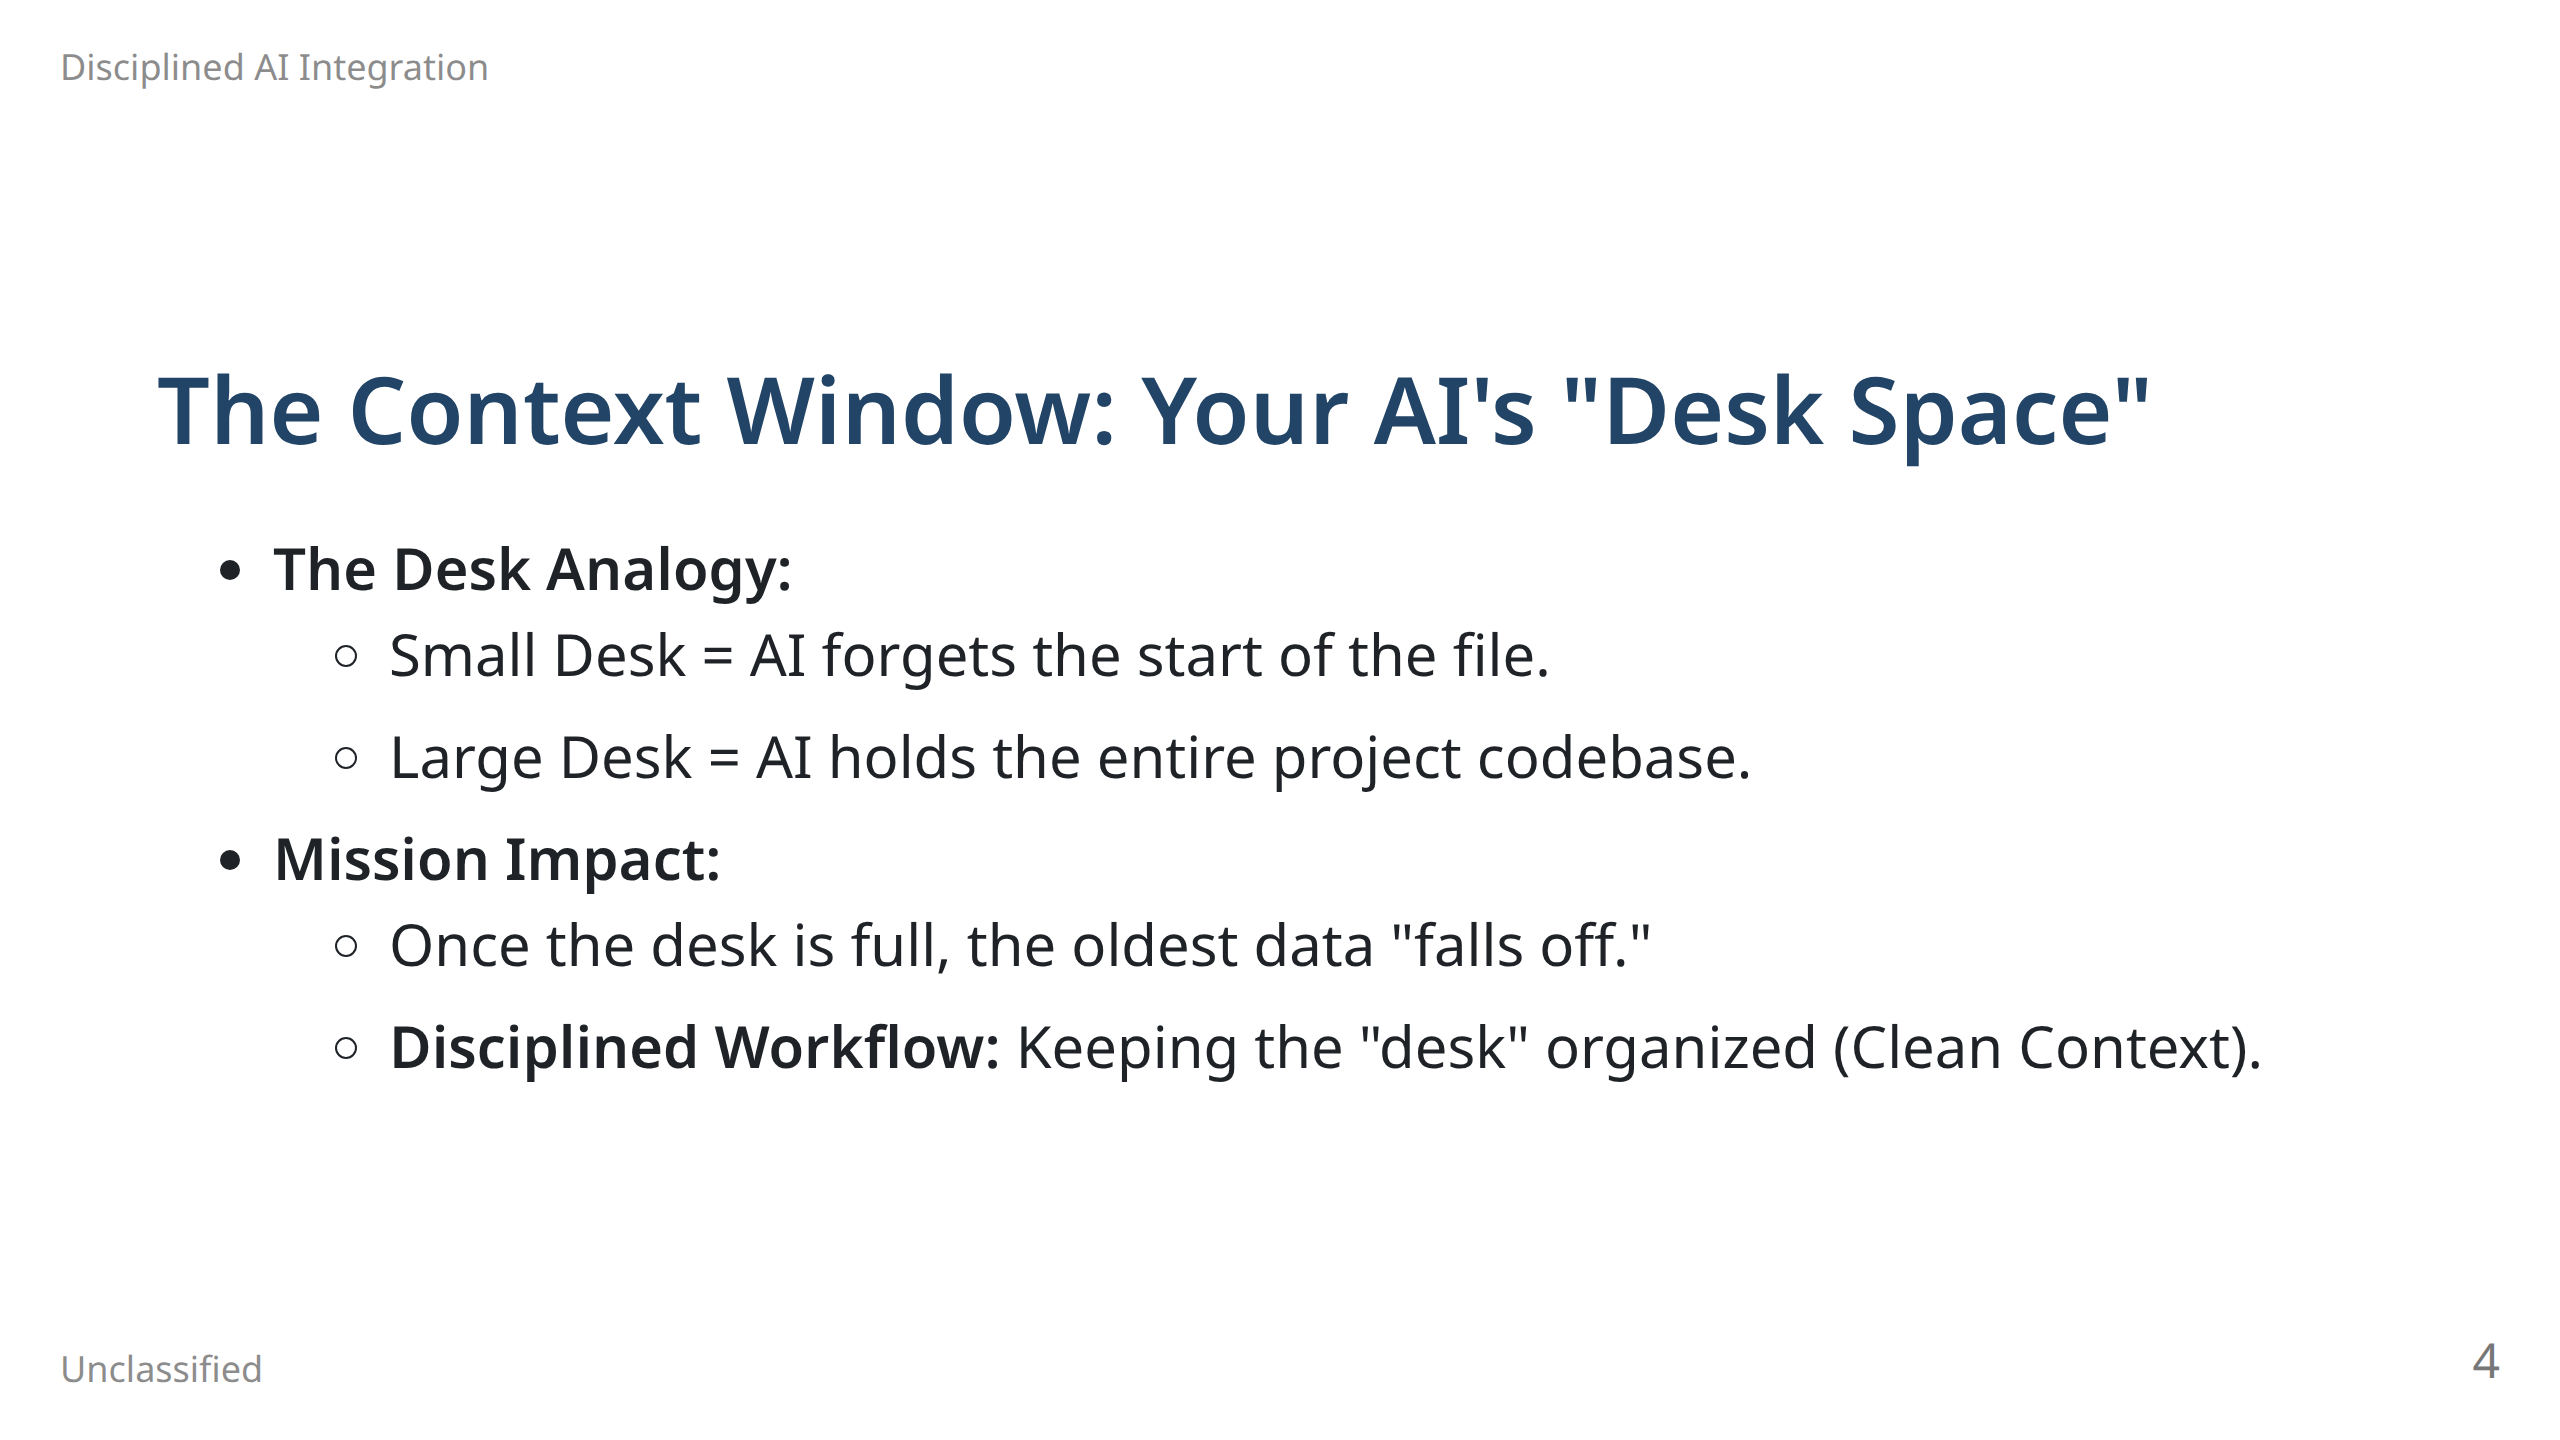 Disciplined AI Integration
The Context Window: Your AI's "Desk Space"
• The Desk Analogy:
○ Small Desk = AI forgets the start of the file.
○ Large Desk = AI holds the entire project codebase.
• Mission Impact:
○ Once the desk is full, the oldest data "falls off."
○ Disciplined Workflow: Keeping the "desk" organized (Clean Context).
Unclassified
4